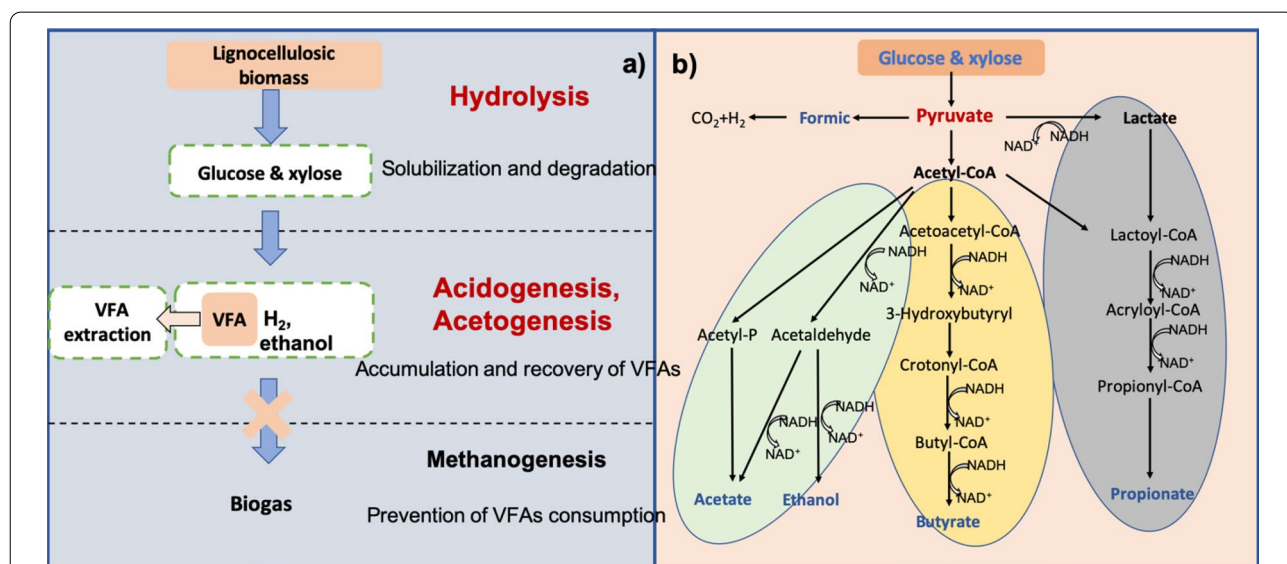 a)
Lignocellulosic
biomass
Hydrolysis
Glucose & xylose
Solubilization and degradation
Acidogenesis,
Acetogenesis
VFA
extraction
VFA
H₂,
ethanol
Accumulation and recovery of VFAs
Methanogenesis
Biogas
Prevention of VFAs consumption
b)
Glucose & xylose
CO₂+H₂
Formic
Pyruvate
NAD⁺
NADH
Lactate
Acetyl-CoA
Acetoacetyl-CoA
Lactoyl-CoA
NADH
NAD⁺
NADH
NAD⁺
NADH
NAD⁺
3-Hydroxybutyryl
Acryloyl-CoA
Acetyl-P
Acetaldehyde
NADH
NAD⁺
Crotonyl-CoA
Propionyl-CoA
NADH
NAD⁺
NADH
NAD⁺
NADH
NAD⁺
Butyl-CoA
NADH
NAD⁺
Acetate
Ethanol
Butyrate
Propionate